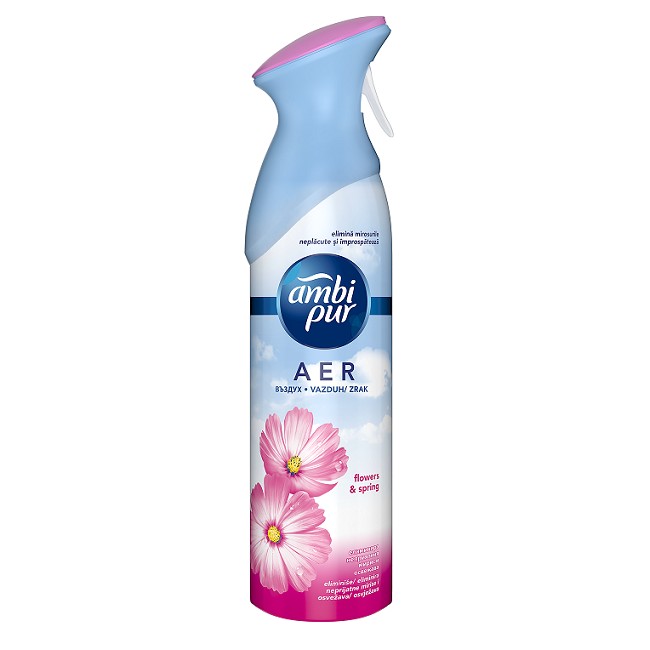 elimină mirosurile
neplăcute și împrospătează
ambi
pur
AER
ВЪЗДУХ • VAZDUH/ ZRAK
flowers
& spring
eliminiše/ eliminira
neprijatne mirise i
osvežava/ osvježava